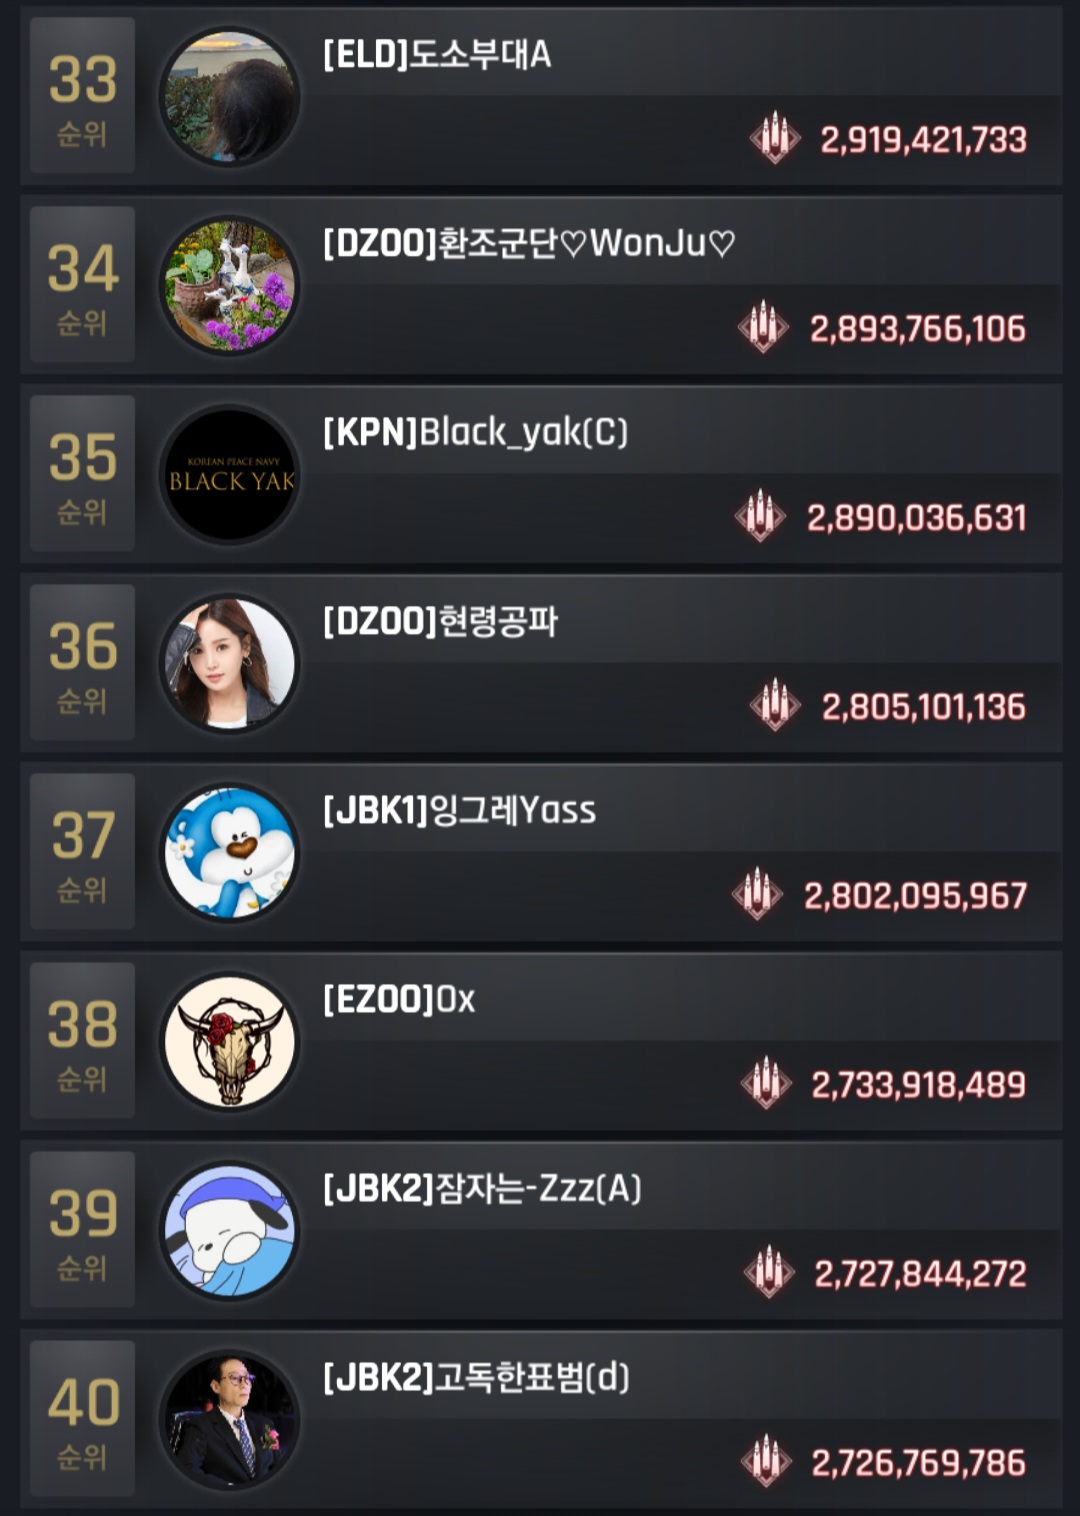 33
순위
[ELD]도소부대A
2,919,421,733
34
순위
[DZ00]환조군단♡WonJu♡
2,893,766,106
35
순위
KOREAN PEACE NAVY
BLACK YAK
[KPN]Black_yak(C)
2,890,036,631
36
순위
[DZ00]현령공파
2,805,101,136
37
순위
[JBK1]잉그레Yass
2,802,095,967
38
순위
[EZ00]Ox
2,733,918,489
39
순위
[JBK2]잠자는-Zzz(A)
2,727,844,272
40
순위
[JBK2]고독한표범(d)
2,726,769,786